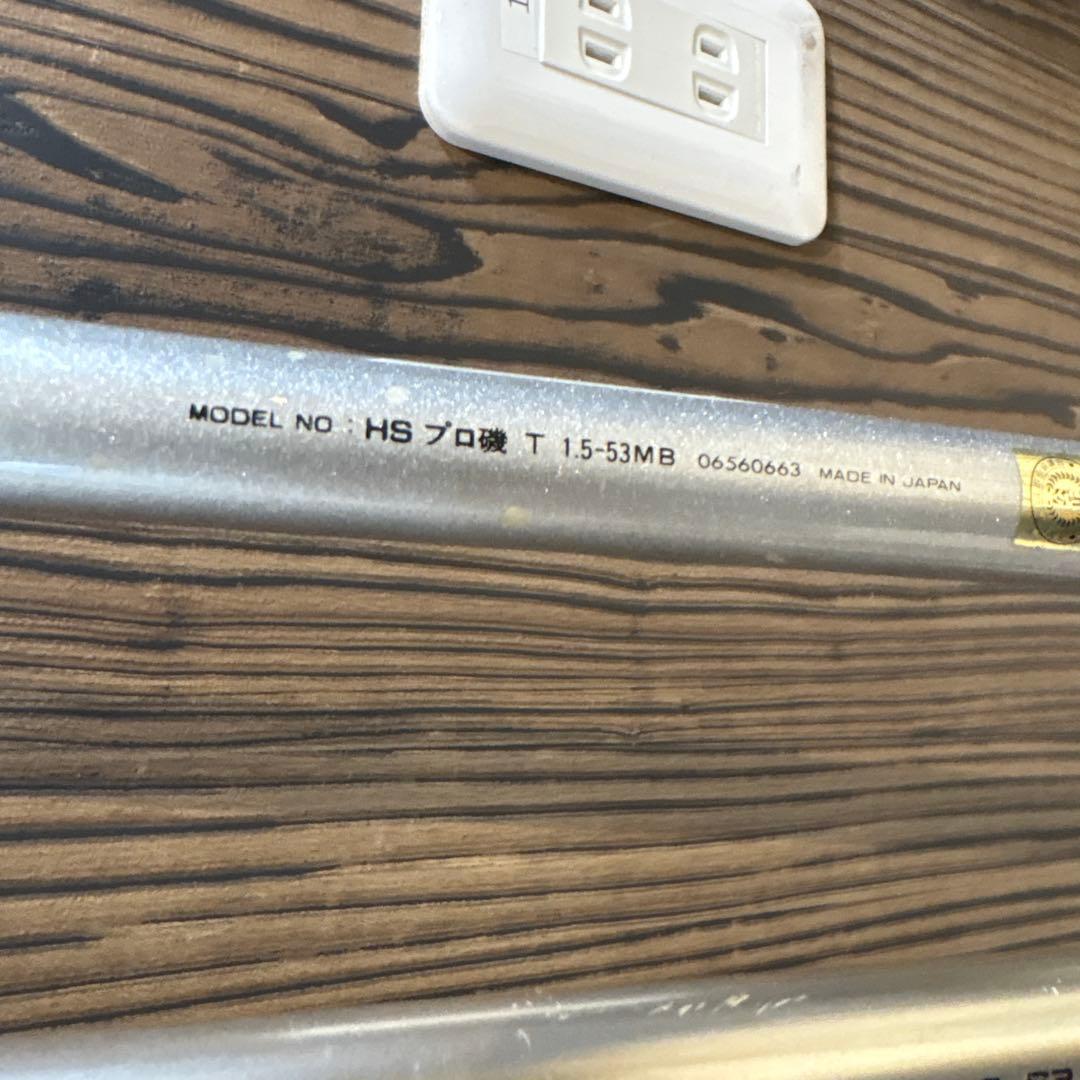 MODEL NO : HS プロ磯 T 1.5-53MB 06560663 MADE IN JAPAN